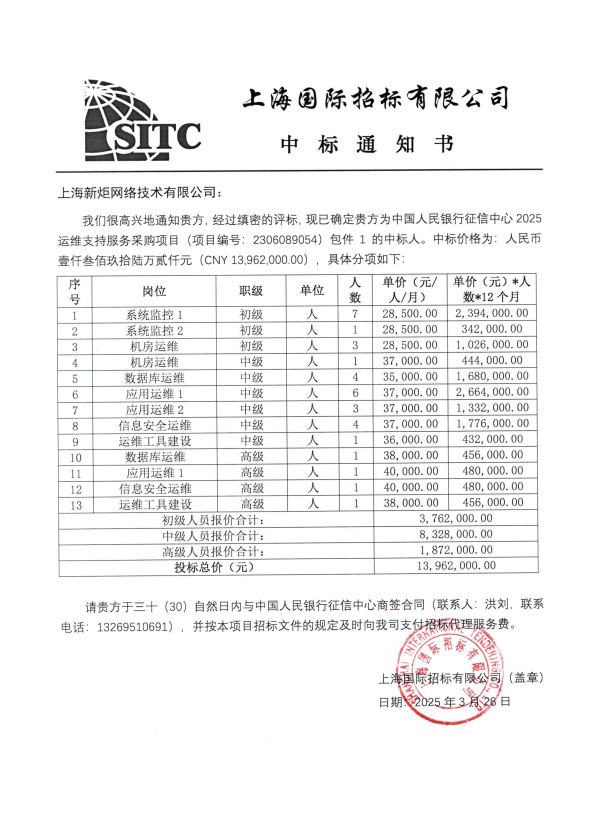 SITC
上海国际招标有限公司
中标通知书
上海新炬网络技术有限公司：
我们很高兴地通知贵方，经过缜密的评标，现已确定贵方为中国人民银行征信中心 2025
运维支持服务采购项目（项目编号：2306089054）包件 1 的中标人。中标价格为：人民币
壹仟叁佰玖拾陆万贰仟元（CNY 13,962,000.00），具体分项如下：
序号 岗位 职级 单位 人数 单价（元/人/月） 单价（元）*人数*12 个月
1 系统监控 1 初级 人 7 28,500.00 2,394,000.00
2 系统监控 2 初级 人 1 28,500.00 342,000.00
3 机房运维 初级 人 3 28,500.00 1,026,000.00
4 机房运维 中级 人 1 37,000.00 444,000.00
5 数据库运维 中级 人 4 35,000.00 1,680,000.00
6 应用运维 1 中级 人 6 37,000.00 2,664,000.00
7 应用运维 2 中级 人 3 37,000.00 1,332,000.00
8 信息安全运维 中级 人 4 37,000.00 1,776,000.00
9 运维工具建设 中级 人 1 36,000.00 432,000.00
10 数据库运维 高级 人 1 38,000.00 456,000.00
11 应用运维 1 高级 人 1 40,000.00 480,000.00
12 信息安全运维 高级 人 1 40,000.00 480,000.00
13 运维工具建设 高级 人 1 38,000.00 456,000.00
初级人员报价合计： 3,762,000.00
中级人员报价合计： 8,328,000.00
高级人员报价合计： 1,872,000.00
投标总价（元） 13,962,000.00
请贵方于三十（30）自然日内与中国人民银行征信中心商签合同（联系人：洪刘，联系
电话：13269510691），并按本项目招标文件的规定及时向我司支付招标代理服务费。
上海国际招标有限公司（盖章）
日期：2025 年 3 月 28 日
SHANGHAI INTERNATIONAL TENDERING CO., LTD.
上海国际招标有限公司